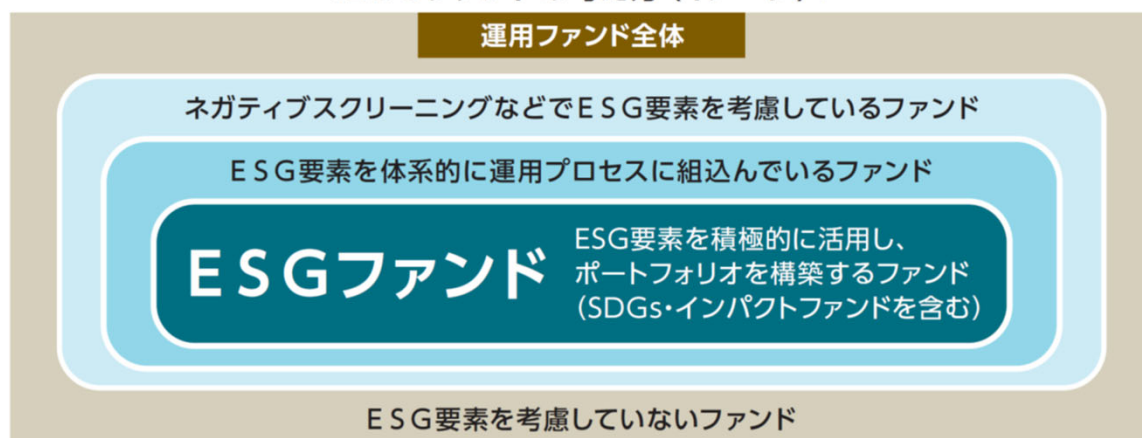 運用ファンド全体
ネガティブスクリーニングなどでＥＳＧ要素を考慮しているファンド
ＥＳＧ要素を体系的に運用プロセスに組込んでいるファンド
ＥＳＧファンド
ESG要素を積極的に活用し、
ポートフォリオを構築するファンド
（SDGs・インパクトファンドを含む）
ＥＳＧ要素を考慮していないファンド